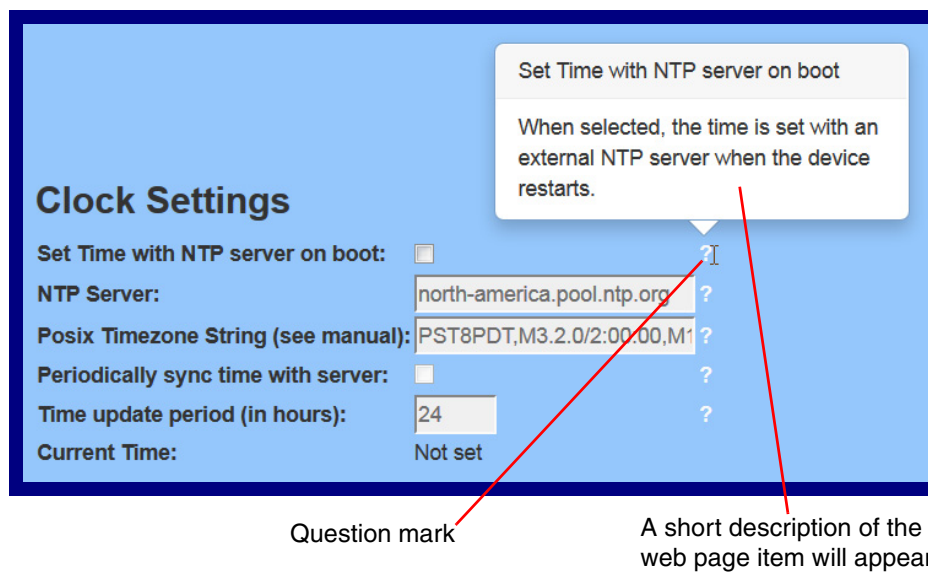 Set Time with NTP server on boot
When selected, the time is set with an
external NTP server when the device
restarts.
Clock Settings
Set Time with NTP server on boot: ?
NTP Server: north-america.pool.ntp.org ?
Posix Timezone String (see manual): PST8PDT,M3.2.0/2:00:00,M1 ?
Periodically sync time with server: ?
Time update period (in hours): 24 ?
Current Time: Not set
Question mark
A short description of the
web page item will appear